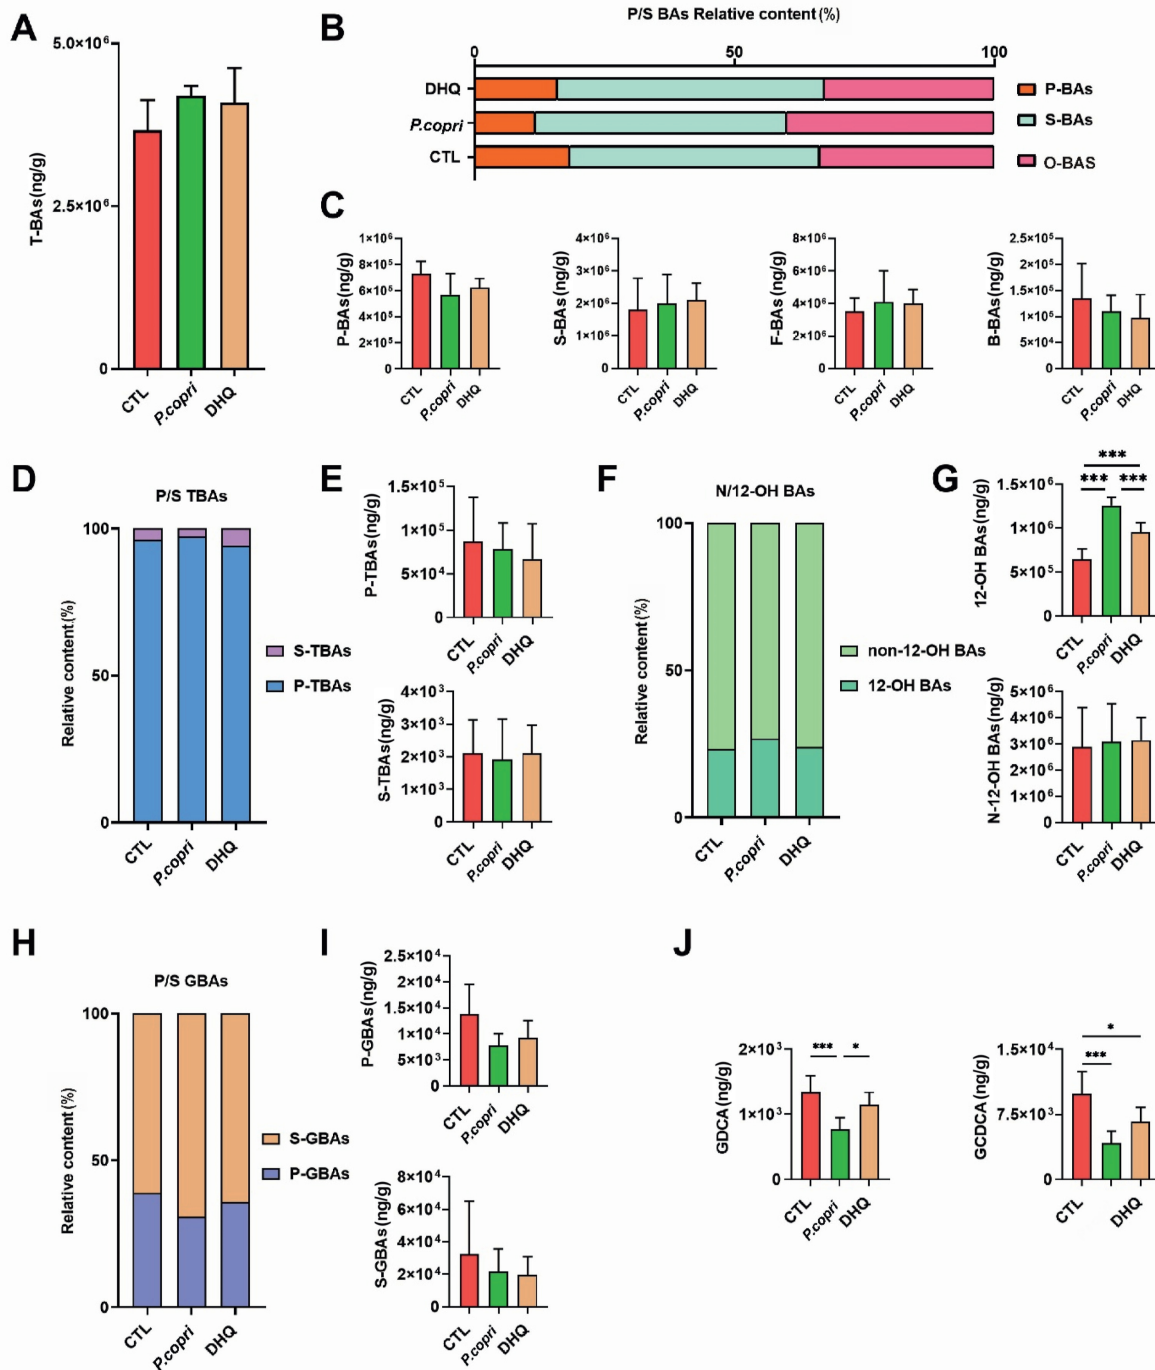 A
5.0×10⁶
2.5×10⁶
0
T-BAs(ng/g)
CTL
P.copri
DHQ
B
P/S BAs Relative content(%)
0
50
100
DHQ
P.copri
CTL
P-BAs
S-BAs
O-BAS
C
1×10⁶
8×10⁵
6×10⁵
4×10⁵
2×10⁵
0
P-BAs(ng/g)
CTL
P.copri
DHQ
4×10⁶
3×10⁶
2×10⁶
1×10⁶
0
S-BAs(ng/g)
CTL
P.copri
DHQ
8×10⁶
6×10⁶
4×10⁶
2×10⁶
0
F-BAs(ng/g)
CTL
P.copri
DHQ
2.5×10⁵
2×10⁵
1.5×10⁵
1×10⁵
5×10⁴
0
B-BAs(ng/g)
CTL
P.copri
DHQ
D
P/S TBAs
100
50
0
Relative content(%)
CTL
P.copri
DHQ
S-TBAs
P-TBAs
E
1.5×10⁵
1×10⁵
5×10⁴
0
P-TBAs(ng/g)
CTL
P.copri
DHQ
4×10³
3×10³
2×10³
1×10³
0
S-TBAs(ng/g)
CTL
P.copri
DHQ
F
N/12-OH BAs
100
50
0
Relative content(%)
CTL
P.copri
DHQ
non-12-OH BAs
12-OH BAs
G
***
*** ***
1.5×10⁶
1×10⁶
5×10⁵
0
12-OH BAs(ng/g)
CTL
P.copri
DHQ
5×10⁶
4×10⁶
3×10⁶
2×10⁶
1×10⁶
0
N-12-OH BAs(ng/g)
CTL
P.copri
DHQ
H
P/S GBAs
100
50
0
Relative content(%)
CTL
P.copri
DHQ
S-GBAs
P-GBAs
I
2.5×10⁴
2×10⁴
1.5×10⁴
1×10⁴
5×10³
0
P-GBAs(ng/g)
CTL
P.copri
DHQ
8×10⁴
6×10⁴
4×10⁴
2×10⁴
0
S-GBAs(ng/g)
CTL
P.copri
DHQ
J
2×10³
1×10³
0
GDCA(ng/g)
*** *
CTL
P.copri
DHQ
1.5×10⁴
7.5×10³
0
GCDCA(ng/g)
*
***
CTL
P.copri
DHQ